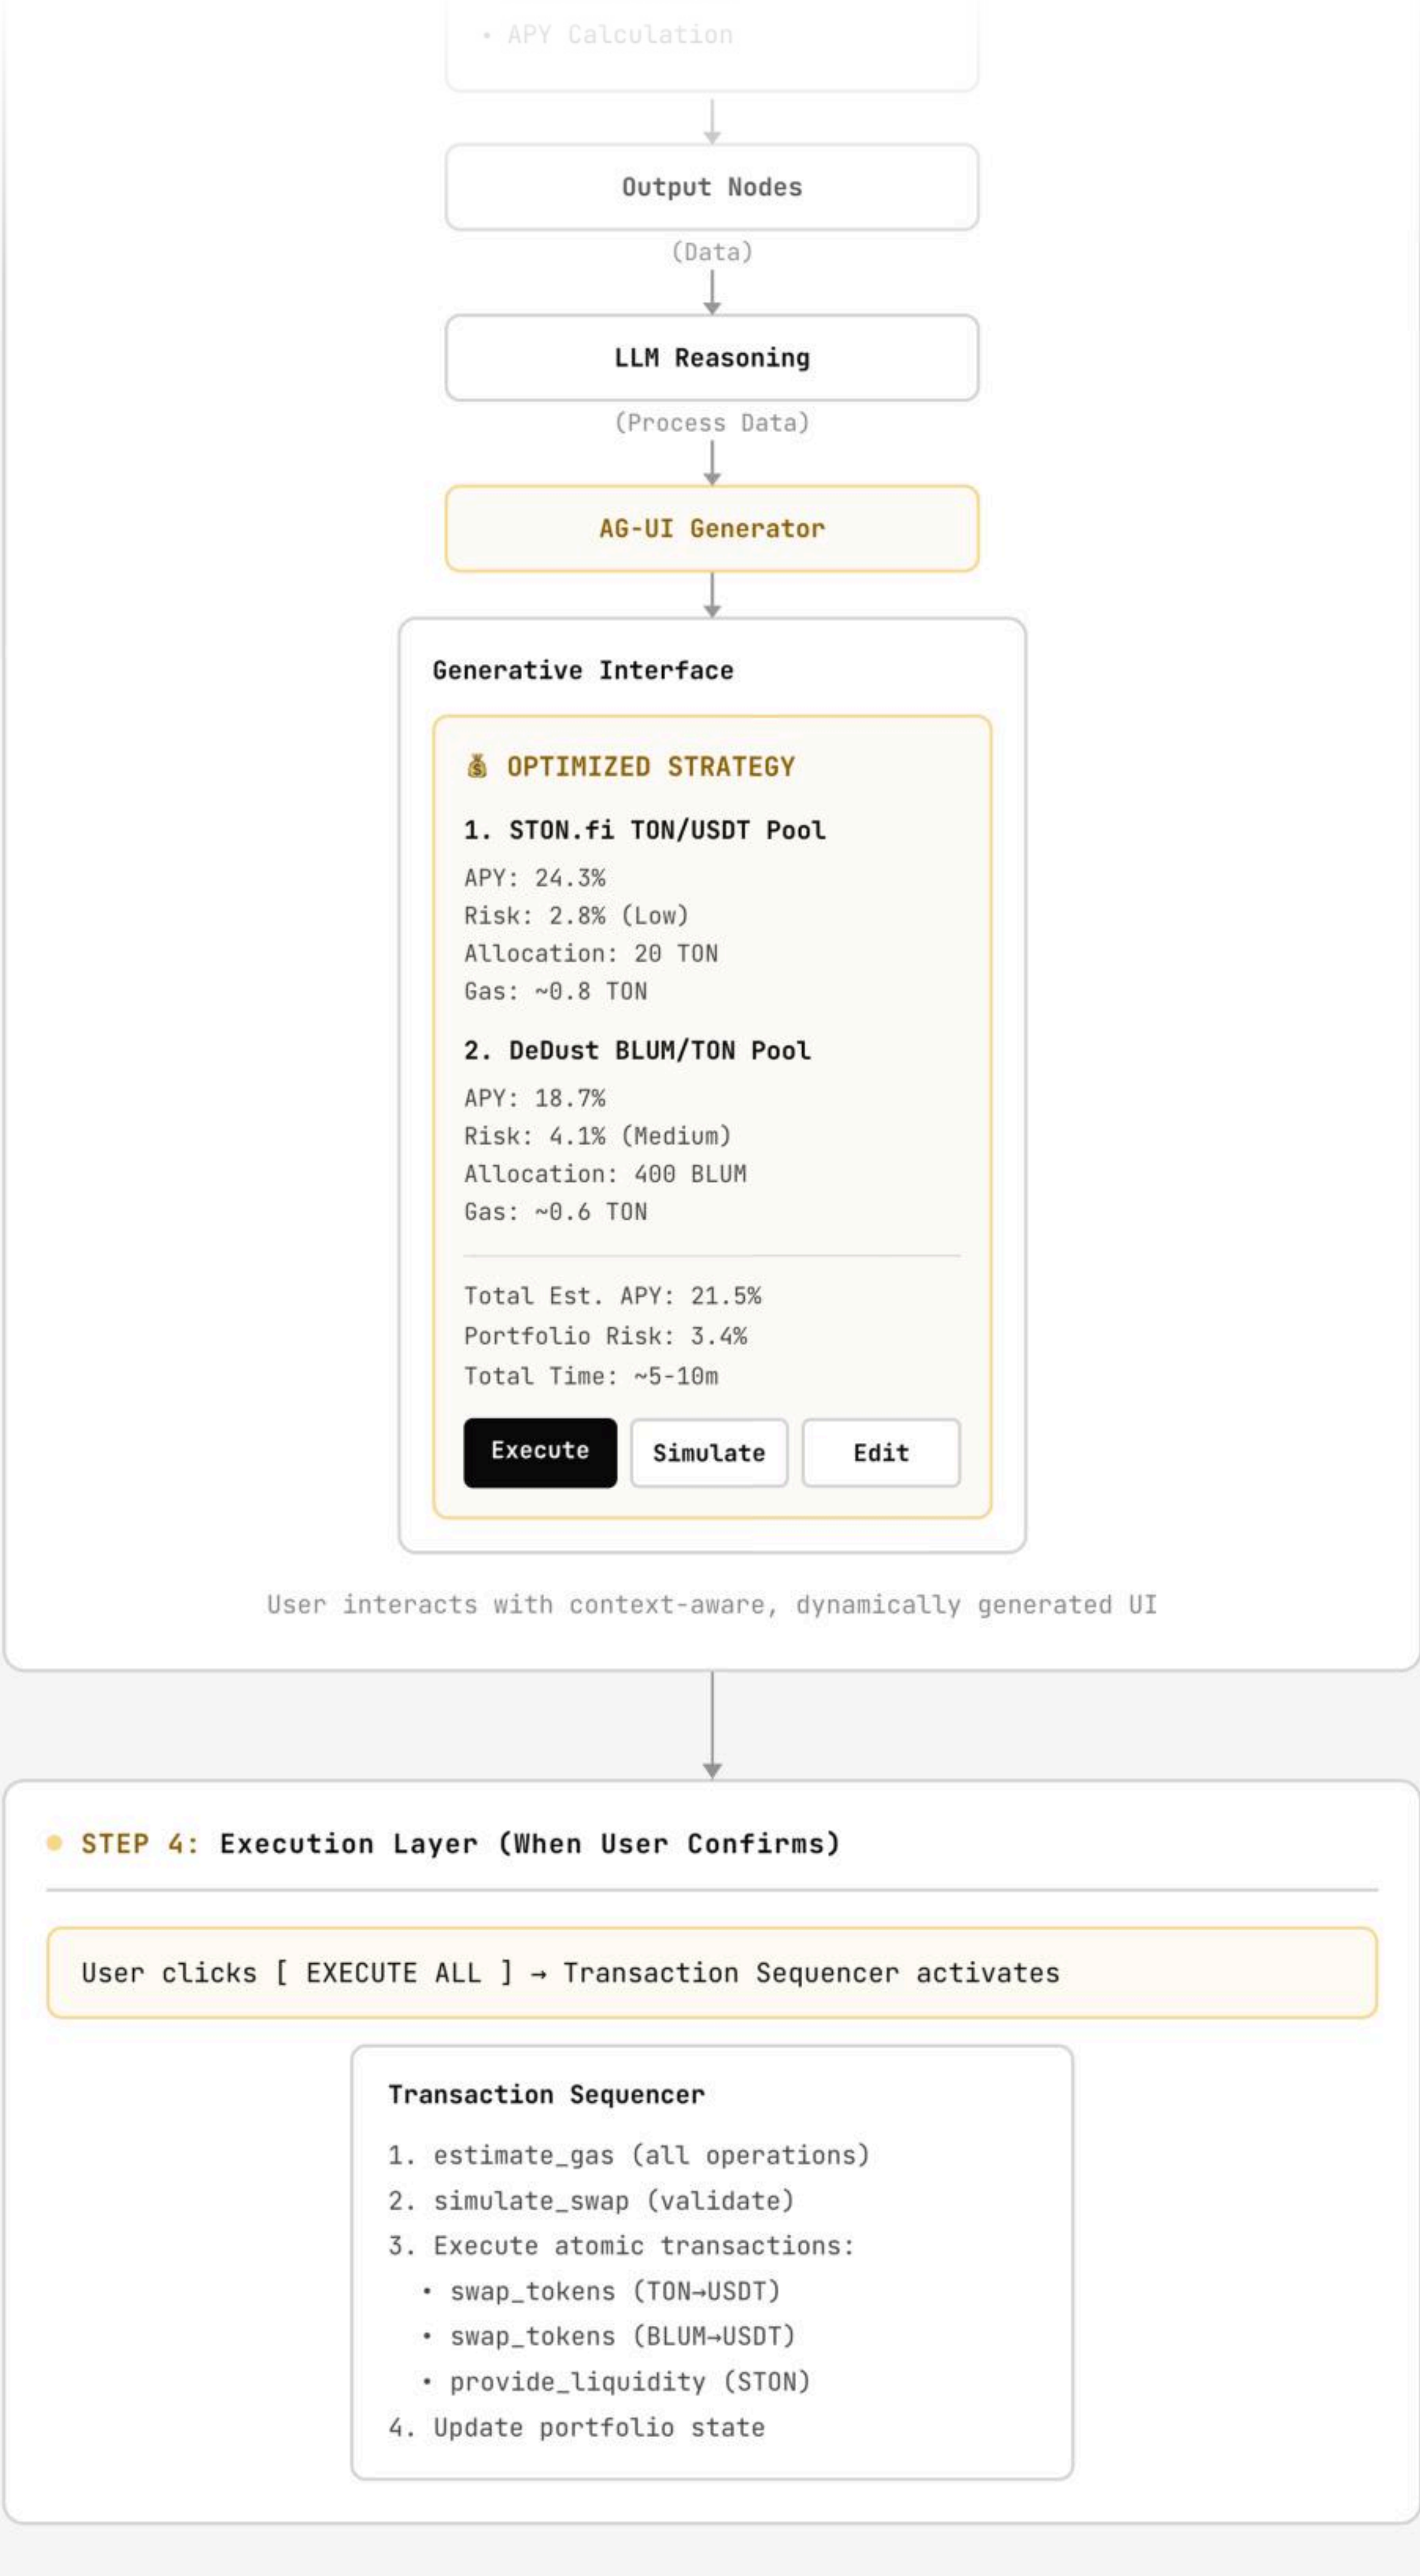 • APY Calculation
Output Nodes
(Data)
LLM Reasoning
(Process Data)
AG-UI Generator
Generative Interface
💰 OPTIMIZED STRATEGY
1. STON.fi TON/USDT Pool
APY: 24.3%
Risk: 2.8% (Low)
Allocation: 20 TON
Gas: ~0.8 TON
2. DeDust BLUM/TON Pool
APY: 18.7%
Risk: 4.1% (Medium)
Allocation: 400 BLUM
Gas: ~0.6 TON
Total Est. APY: 21.5%
Portfolio Risk: 3.4%
Total Time: ~5-10m
Execute Simulate Edit
User interacts with context-aware, dynamically generated UI
STEP 4: Execution Layer (When User Confirms)
User clicks [ EXECUTE ALL ] → Transaction Sequencer activates
Transaction Sequencer
1. estimate_gas (all operations)
2. simulate_swap (validate)
3. Execute atomic transactions:
• swap_tokens (TON→USDT)
• swap_tokens (BLUM→USDT)
• provide_liquidity (STON)
4. Update portfolio state